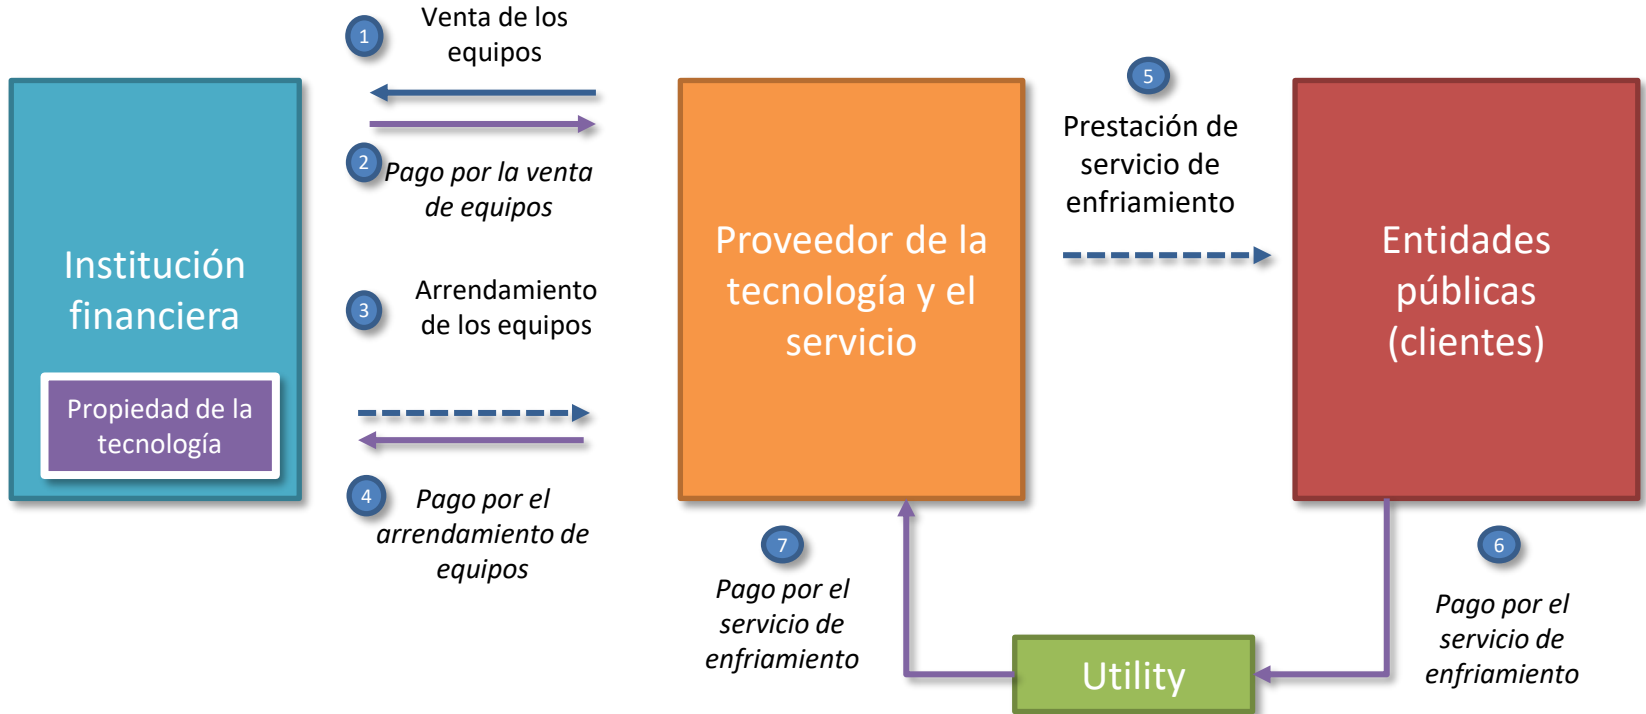 1
Venta de los
equipos
2
Pago por la venta
de equipos
Institución
financiera
Propiedad de la
tecnología
3
Arrendamiento
de los equipos
4
Pago por el
arrendamiento de
equipos
Proveedor de la
tecnología y el
servicio
5
Prestación de
servicio de
enfriamiento
Entidades
públicas
(clientes)
7
Pago por el
servicio de
enfriamiento
6
Pago por el
servicio de
enfriamiento
Utility